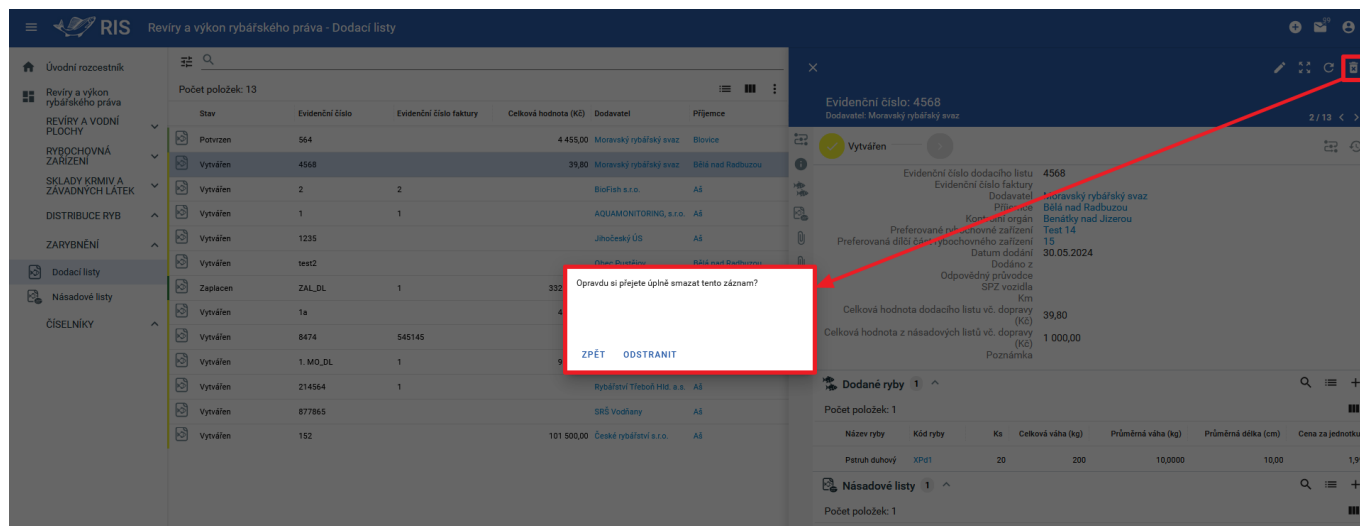 RIS Revíry a výkon rybářského práva - Dodací listy
Úvodní rozcestník
Revíry a výkon
rybářského práva
REVÍRY A VODNÍ
PLOCHY
RYBOCHOVNÁ
ZAŘÍZENÍ
SKLADY KRMIV A
ZÁVADNÝCH LÁTEK
DISTRIBUCE RYB
ZARYBNĚNÍ
Dodací listy
Násadové listy
ČÍSELNÍKY
Počet položek: 13
Stav Evidenční číslo Evidenční číslo faktury Celková hodnota (Kč) Dodavatel Příjemce
Potvrzen 564 4 455,00 Moravský rybářský svaz Blovice
Vytvářen 4568 39,80 Moravský rybářský svaz Bělá nad Radbuzou
Vytvářen 2 2 BioFish s.r.o. Aš
Vytvářen 1 1 AQUAMONITORING, s.r.o. Aš
Vytvářen 1235 Jihočeský ÚS Aš
Vytvářen test2 Obec Pustějov Bělá nad Radbuzou
Zaplacen ZAL_DL 1 332
Vytvářen 1a 4
Vytvářen 8474 545145
Vytvářen 1. MO_DL 1 9
Vytvářen 214564 1 Rybářství Třeboň Hld. a.s. Aš
Vytvářen 877865 SRŠ Vodňany Aš
Vytvářen 152 101 500,00 České rybářství s.r.o. Aš
Opravdu si přejete úplně smazat tento záznam?
ZPĚT ODSTRANIT
Evidenční číslo: 4568
Dodavatel: Moravský rybářský svaz
2 / 13
Vytvářen
Evidenční číslo dodacího listu 4568
Evidenční číslo faktury
Dodavatel Moravský rybářský svaz
Příjemce Bělá nad Radbuzou
Kontrolní orgán Benátky nad Jizerou
Preferované rybochovné zařízení Test 14
Preferovaná dílčí část rybochovného zařízení 15
Datum dodání 30.05.2024
Dodáno z
Odpovědný průvodce
SPZ vozidla
Km
Celková hodnota dodacího listu vč. dopravy
(Kč) 39,80
Celková hodnota z násadových listů vč. dopravy
(Kč) 1 000,00
Poznámka
Dodané ryby 1
Počet položek: 1
Název ryby Kód ryby Ks Celková váha (kg) Průměrná váha (kg) Průměrná délka (cm) Cena za jednotku
Pstruh duhový XPd1 20 200 10,0000 10,00
Násadové listy 1
Počet položek: 1